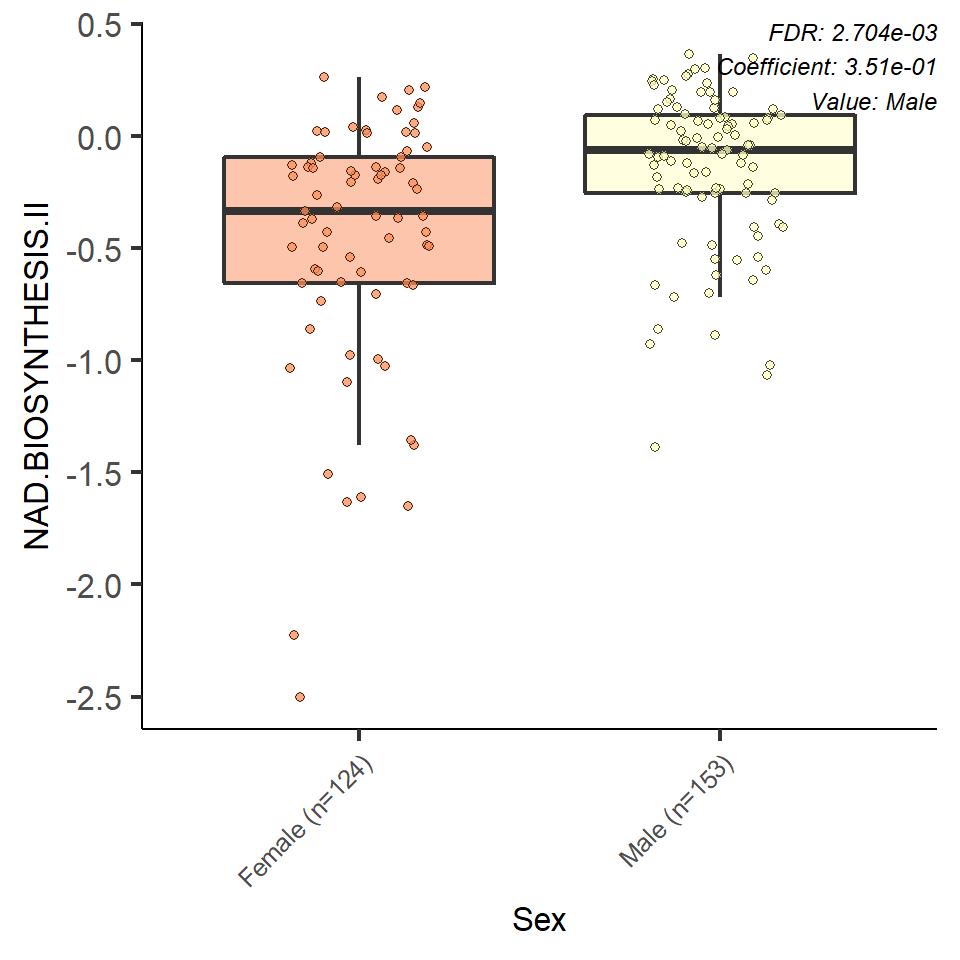 FDR: 2.704e-03
Coefficient: 3.51e-01
Value: Male
0.5
0.0
-0.5
-1.0
-1.5
-2.0
-2.5
NAD.BIOSYNTHESIS.II
Female (n=124)
Male (n=153)
Sex